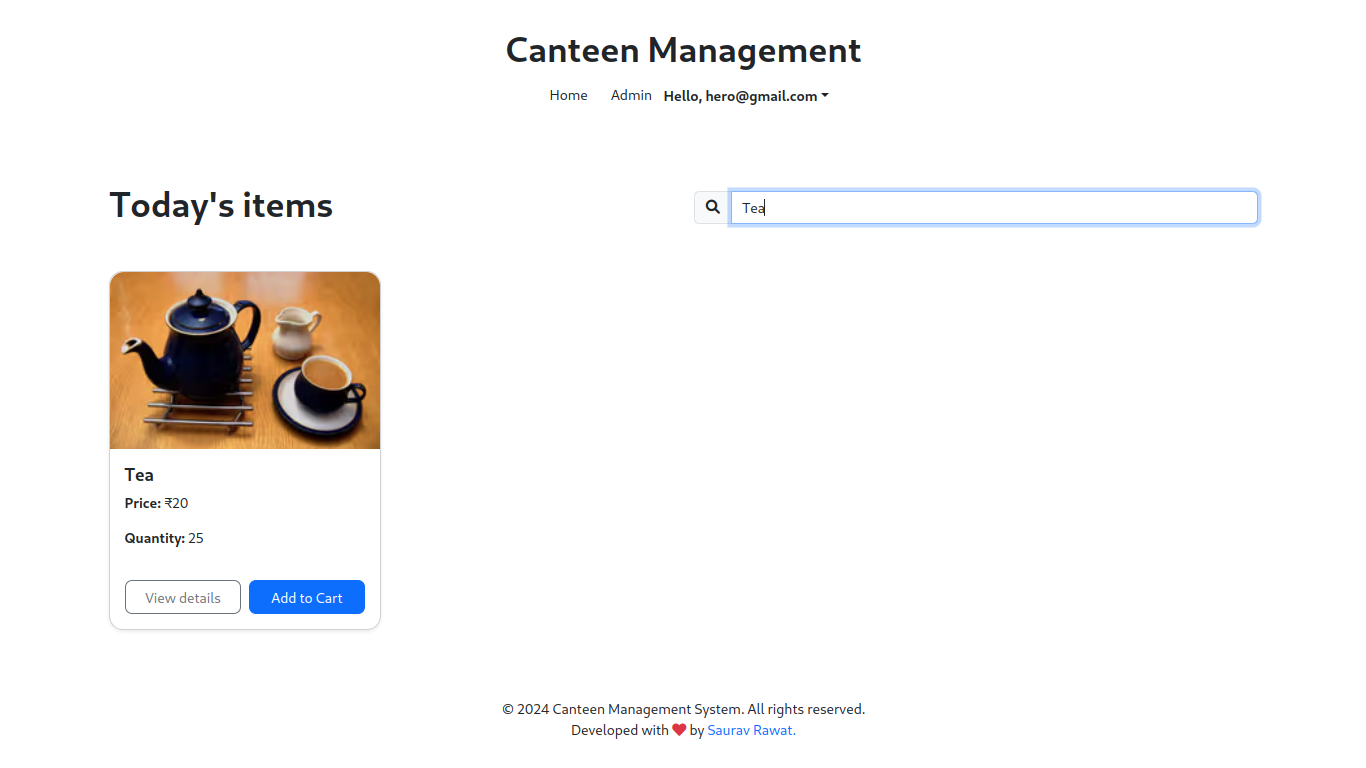 Canteen Management
Home Admin Hello, hero@gmail.com
Today's items
Tea
Tea
Price: ₹20
Quantity: 25
View details Add to Cart
© 2024 Canteen Management System. All rights reserved.
Developed with ❤ by Saurav Rawat.